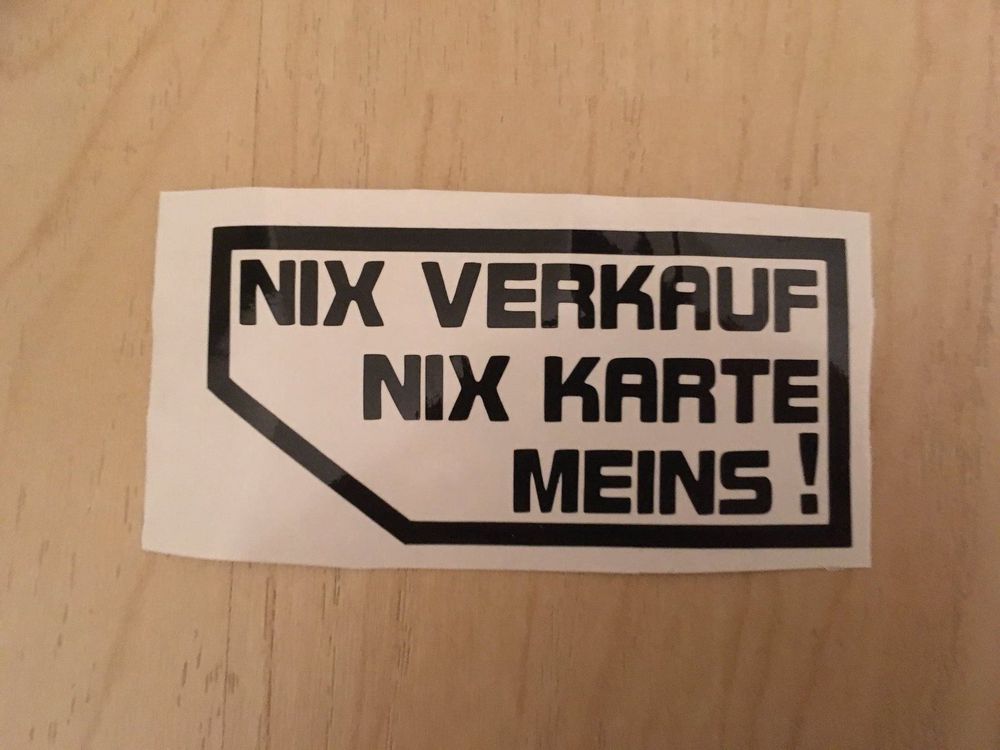 NIX VERKAUF
NIX KARTE
MEINS !